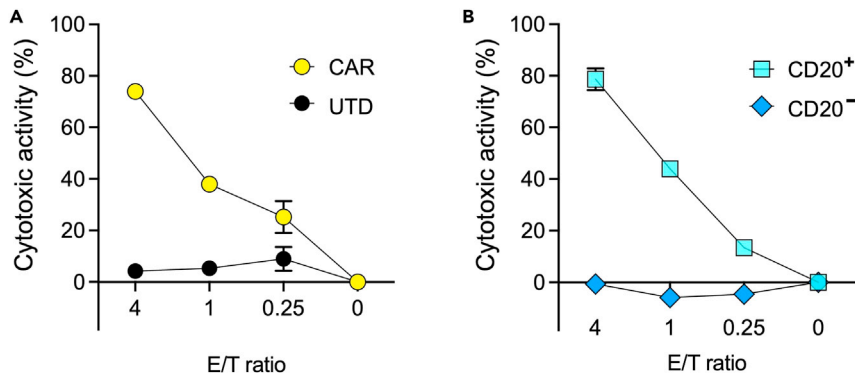 A
Cytotoxic activity (%)
100
80
60
40
20
0
CAR
UTD
4 1 0.25 0
E/T ratio
B
Cytotoxic activity (%)
100
80
60
40
20
0
CD20+
CD20−
4 1 0.25 0
E/T ratio